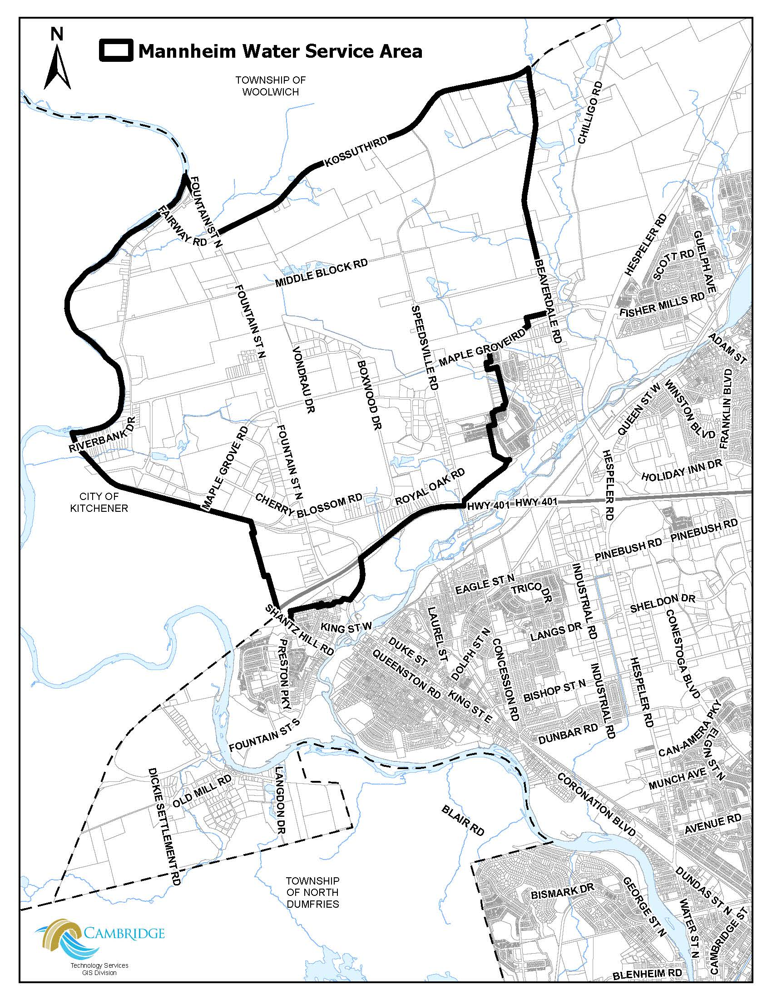 N
Mannheim Water Service Area
TOWNSHIP OF
WOOLWICH
CHILLIGO RD
KOSSUTH RD
FOUNTAIN ST N
FAIRWAY RD
HESPELER RD
GUELPH AVE
SCOTT RD
MIDDLE BLOCK RD
BEAVERDALE RD
FISHER MILLS RD
FOUNTAIN ST N
SPEEDSVILLE RD
MAPLE GROVE RD
ADAM ST
VONDRAU DR
BOXWOOD DR
FRANKLIN BLVD
QUEEN ST W
WINSTON BLVD
RIVERBANK DR
MAPLE GROVE RD
FOUNTAIN ST N
HESPELER RD
HOLIDAY INN DR
ROYAL OAK RD
CITY OF
KITCHENER
CHERRY BLOSSOM RD
HWY 401
HWY 401
PINEBUSH RD
PINEBUSH RD
EAGLE ST N
TRICO DR
INDUSTRIAL RD
SHELDON DR
SHANTZ HILL RD
KING ST W
LAUREL ST
LANGS DR
CONESTOGA BLVD
PRESTON PKY
DUKE ST
DOLPH ST N
CONCESSION RD
QUEENSTON RD
KING ST E
BISHOP ST N
INDUSTRIAL RD
HESPELER RD
CAN-AMERA PKY
FOUNTAIN ST S
DUNBAR RD
ELGIN ST N
DICKIE SETTLEMENT RD
OLD MILL RD
LANGDON DR
MUNCH AVE
CORONATION BLVD
BLAIR RD
AVENUE RD
TOWNSHIP
OF NORTH
DUMFRIES
BISMARK DR
GEORGE ST N
DUNDAS ST N
WATER ST N
CAMBRIDGE ST
BLENHEIM RD
CAMBRIDGE
Technology Services
GIS Division